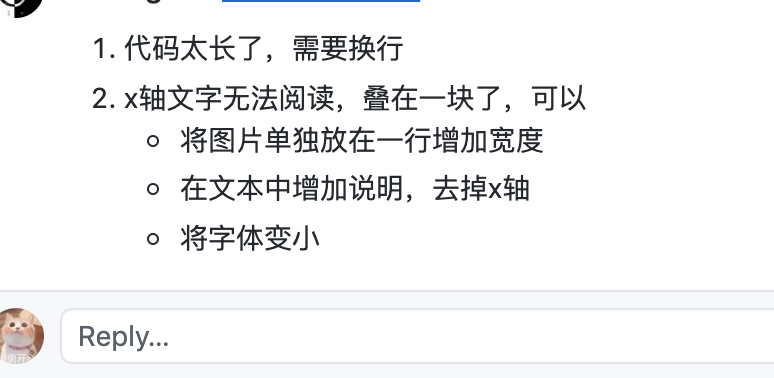 1. 代码太长了，需要换行
2. x轴文字无法阅读，叠在一块了，可以
将图片单独放在一行增加宽度
在文本中增加说明，去掉x轴
将字体变小
Reply...